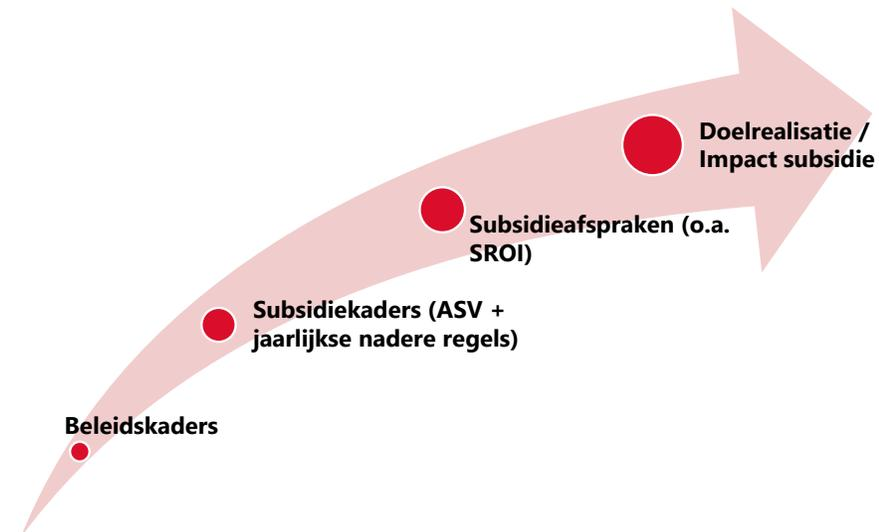 Doelrealisatie /
Impact subsidie
Subsidieafspraken (o.a.
SROI)
Subsidiekaders (ASV +
jaarlijkse nadere regels)
Beleidskaders